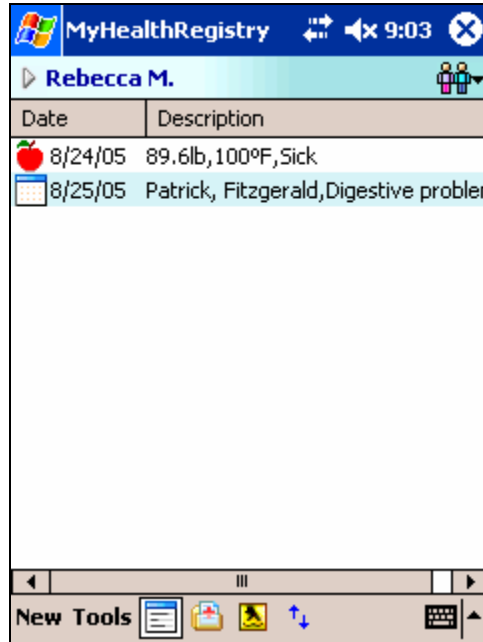 MyHealthRegistry 9:03
Rebecca M.
Date Description
8/24/05 89.6lb,100ºF,Sick
8/25/05 Patrick, Fitzgerald,Digestive probler
New Tools